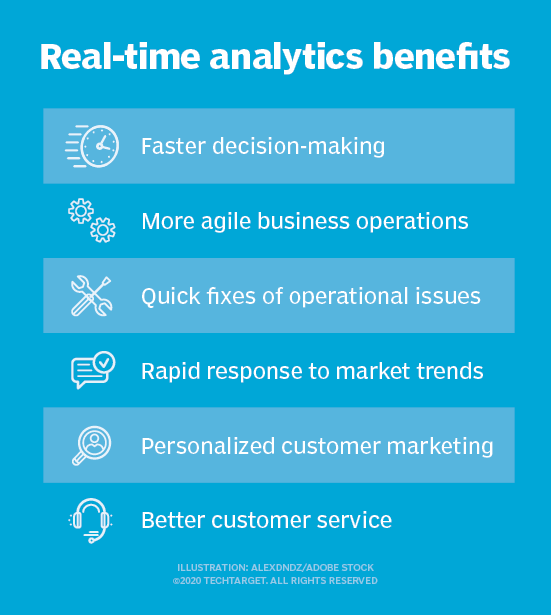 Real-time analytics benefits
Faster decision-making
More agile business operations
Quick fixes of operational issues
Rapid response to market trends
Personalized customer marketing
Better customer service
ILLUSTRATION: ALEXDNDZ/ADOBE STOCK
©2020 TECHTARGET. ALL RIGHTS RESERVED